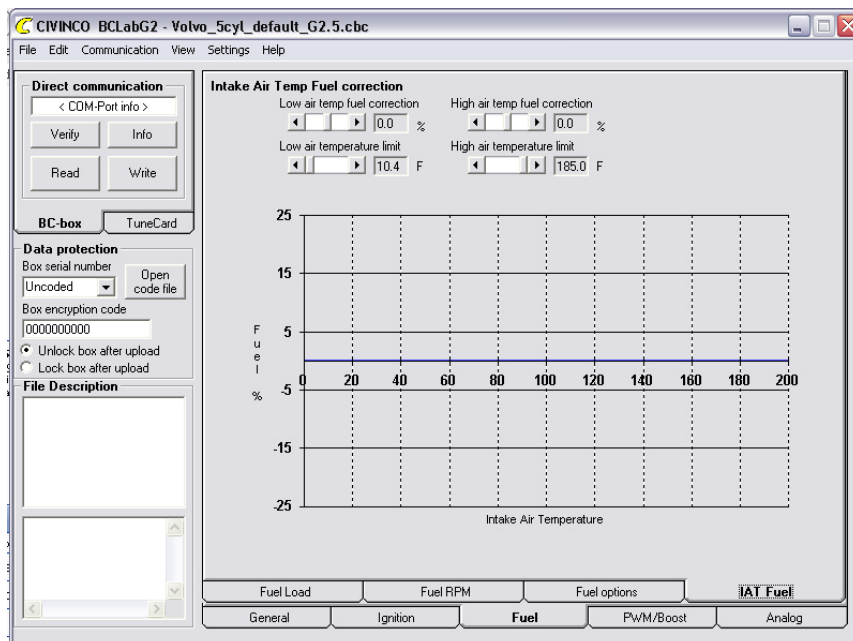 CIVINCO BCLabG2 - Volvo_5cyl_default_G2.5.cbc
File Edit Communication View Settings Help
Direct communication
< COM-Port info >
Verify Info
Read Write
BC-box TuneCard
Data protection
Box serial number
Uncoded
Open
code file
Box encryption code
0000000000
Unlock box after upload
Lock box after upload
File Description
Intake Air Temp Fuel correction
Low air temp fuel correction High air temp fuel correction
0.0 % 0.0 %
Low air temperature limit High air temperature limit
10.4 F 185.0 F
25
15
5
-5
-15
-25
Fuel %
0 20 40 60 80 100 120 140 160 180 200
Intake Air Temperature
Fuel Load Fuel RPM Fuel options IAT Fuel
General Ignition Fuel PWM/Boost Analog